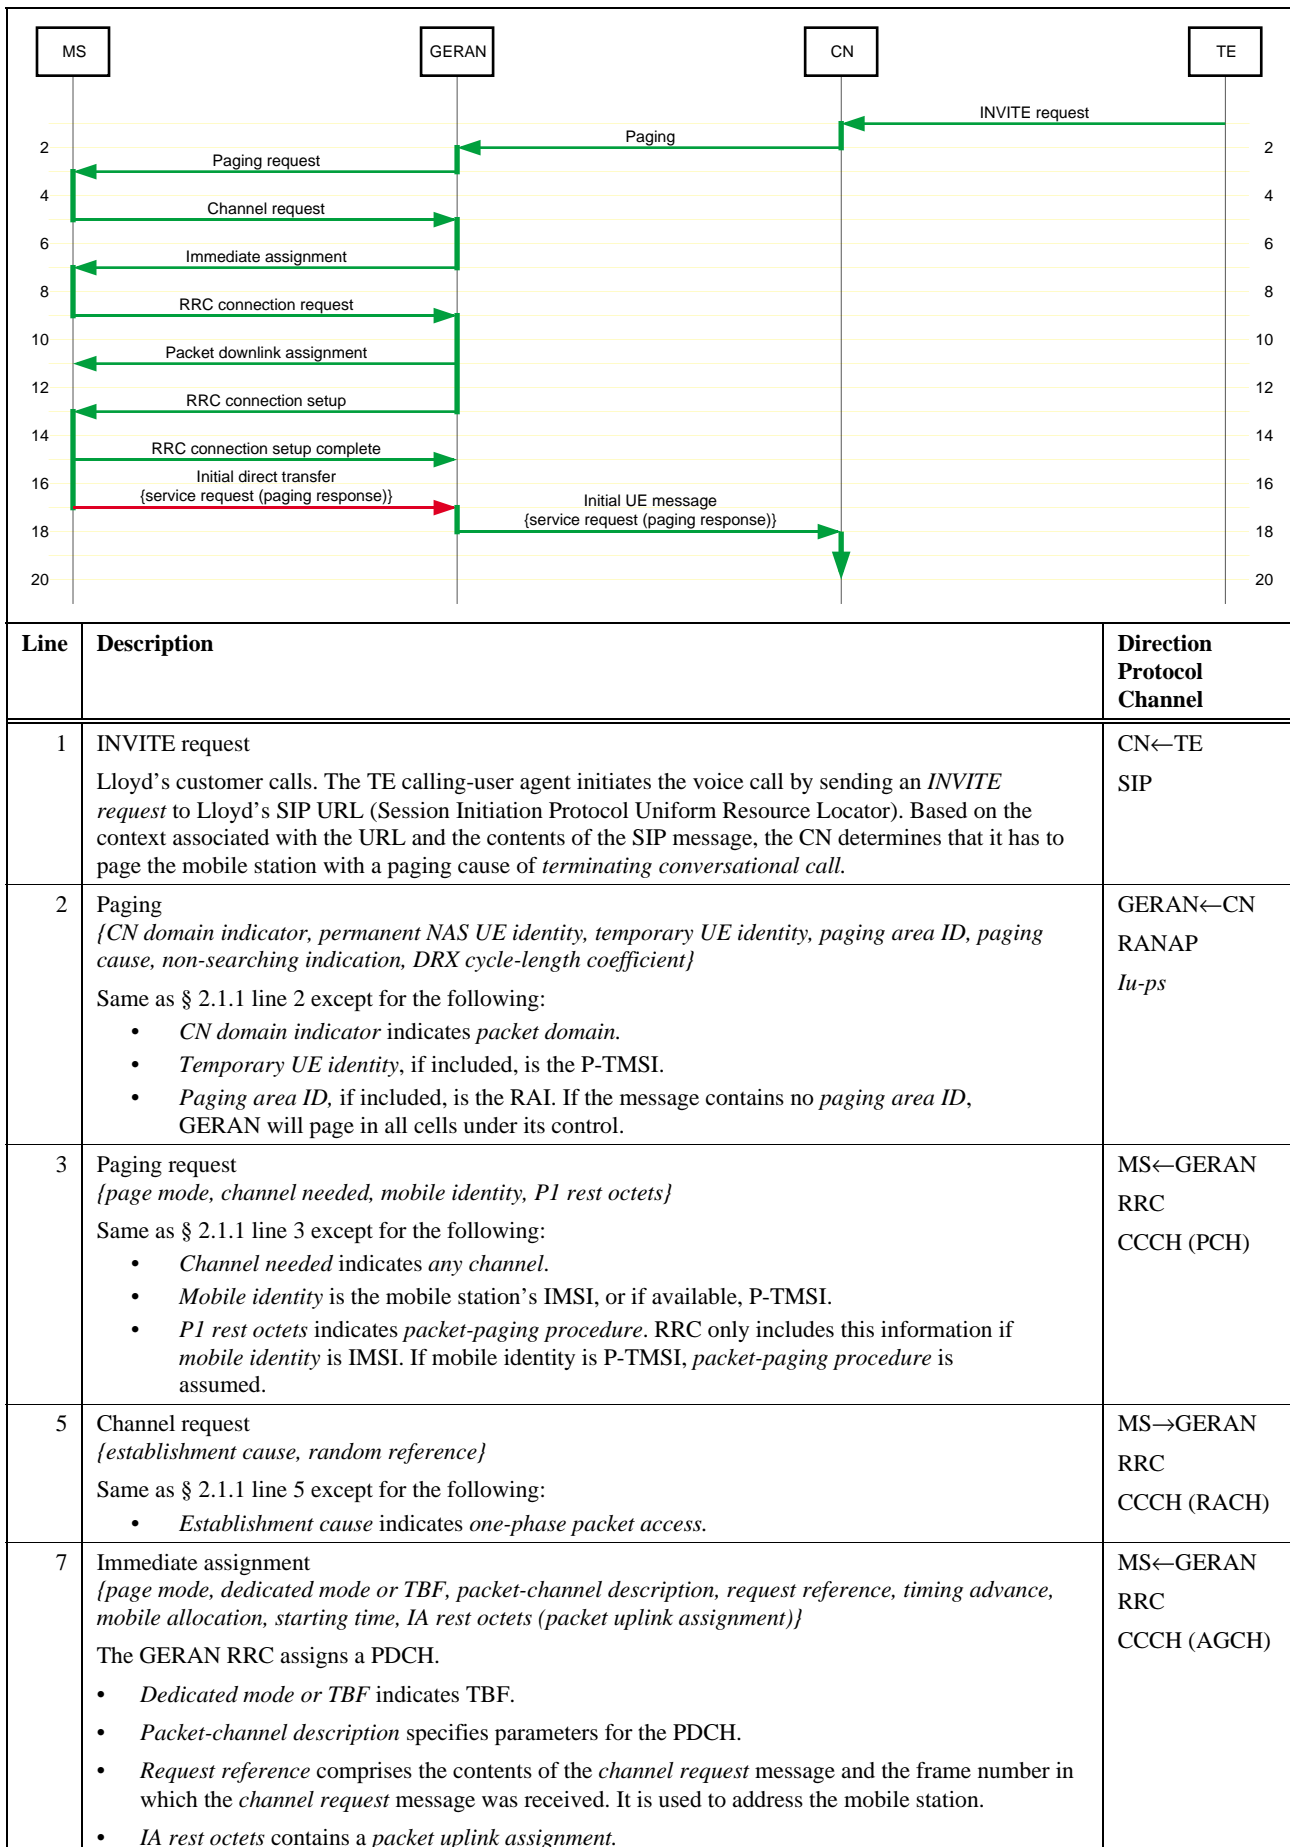 MS
GERAN
CN
TE
INVITE request
Paging
2
2
Paging request
4
4
Channel request
6
6
Immediate assignment
8
8
RRC connection request
10
10
Packet downlink assignment
12
12
RRC connection setup
14
14
RRC connection setup complete
Initial direct transfer
16
16
{service request (paging response)}
Initial UE message
{service request (paging response)}
18
18
20
20
Line
Description
Direction
Protocol
Channel
1
INVITE request
CN←TE
Lloyd’s customer calls. The TE calling-user agent initiates the voice call by sending an INVITE
SIP
request to Lloyd’s SIP URL (Session Initiation Protocol Uniform Resource Locator). Based on the
context associated with the URL and the contents of the SIP message, the CN determines that it has to
page the mobile station with a paging cause of terminating conversational call.
2
Paging
GERAN←CN
{CN domain indicator, permanent NAS UE identity, temporary UE identity, paging area ID, paging
cause, non-searching indication, DRX cycle-length coefficient}
RANAP
Same as § 2.1.1 line 2 except for the following:
Iu-ps
• CN domain indicator indicates packet domain.
• Temporary UE identity, if included, is the P-TMSI.
• Paging area ID, if included, is the RAI. If the message contains no paging area ID,
GERAN will page in all cells under its control.
3
Paging request
MS←GERAN
{page mode, channel needed, mobile identity, P1 rest octets}
RRC
Same as § 2.1.1 line 3 except for the following:
CCCH (PCH)
• Channel needed indicates any channel.
• Mobile identity is the mobile station’s IMSI, or if available, P-TMSI.
• P1 rest octets indicates packet-paging procedure. RRC only includes this information if
mobile identity is IMSI. If mobile identity is P-TMSI, packet-paging procedure is
assumed.
5
Channel request
MS→GERAN
{establishment cause, random reference}
RRC
Same as § 2.1.1 line 5 except for the following:
CCCH (RACH)
• Establishment cause indicates one-phase packet access.
7
Immediate assignment
MS←GERAN
{page mode, dedicated mode or TBF, packet-channel description, request reference, timing advance,
mobile allocation, starting time, IA rest octets (packet uplink assignment)}
RRC
The GERAN RRC assigns a PDCH.
CCCH (AGCH)
• Dedicated mode or TBF indicates TBF.
• Packet-channel description specifies parameters for the PDCH.
• Request reference comprises the contents of the channel request message and the frame number in
which the channel request message was received. It is used to address the mobile station.
• IA rest octets contains a packet uplink assignment.